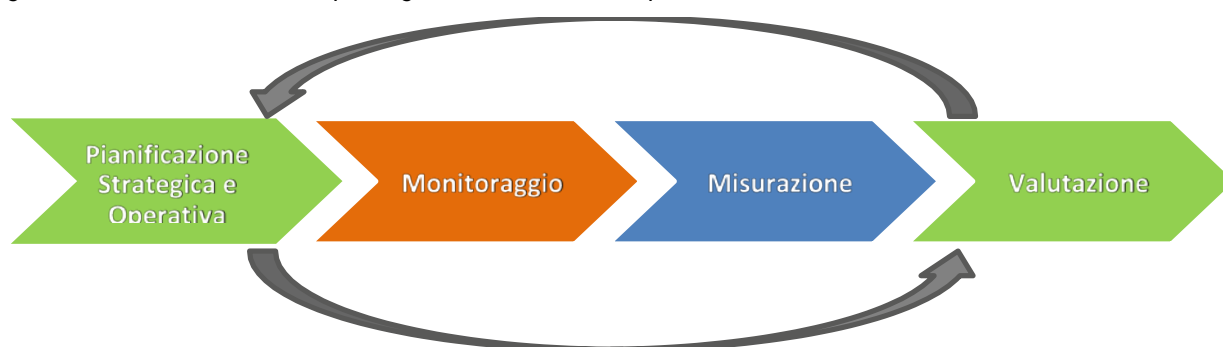 Pianificazione
Strategica e
Operativa
Monitoraggio
Misurazione
Valutazione